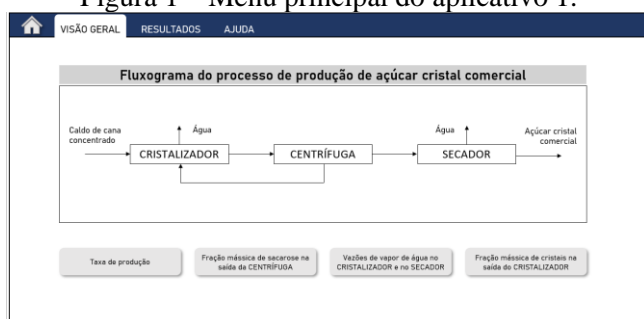 Figura 1 – Menu principal do aplicativo 1.
VISÃO GERAL RESULTADOS AJUDA
Fluxograma do processo de produção de açúcar cristal comercial
Caldo de cana
concentrado
Água
Água
Açúcar cristal
comercial
CRISTALIZADOR
CENTRÍFUGA
SECADOR
Taxa de produção
Fração mássica de sacarose na
saída da CENTRÍFUGA
Vazões de vapor de água no
CRISTALIZADOR e no SECADOR
Fração mássica de cristais na
saída do CRISTALIZADOR